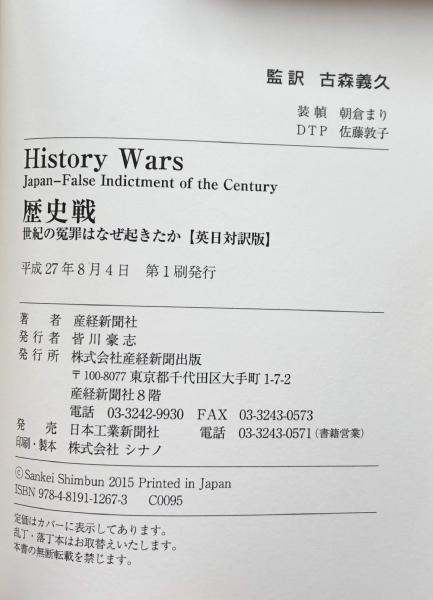 監訳 古森義久
装幀 朝倉まり
DTP 佐藤敦子
History Wars
Japan–False Indictment of the Century
歴史戦
世紀の冤罪はなぜ起きたか【英日対訳版】
平成27年8月4日 第1刷発行
著者 産経新聞社
発行者 皆川豪志
発行所 株式会社産経新聞出版
〒100-8077 東京都千代田区大手町1-7-2
産経新聞社8階
電話 03-3242-9930 FAX 03-3243-0573
発売 日本工業新聞社 電話 03-3243-0571(書籍営業)
印刷・製本 株式会社 シナノ
©Sankei Shimbun 2015 Printed in Japan
ISBN 978-4-8191-1267-3 C0095
定価はカバーに表示してあります。
乱丁・落丁本はお取替えいたします。
本書の無断転載を禁じます。